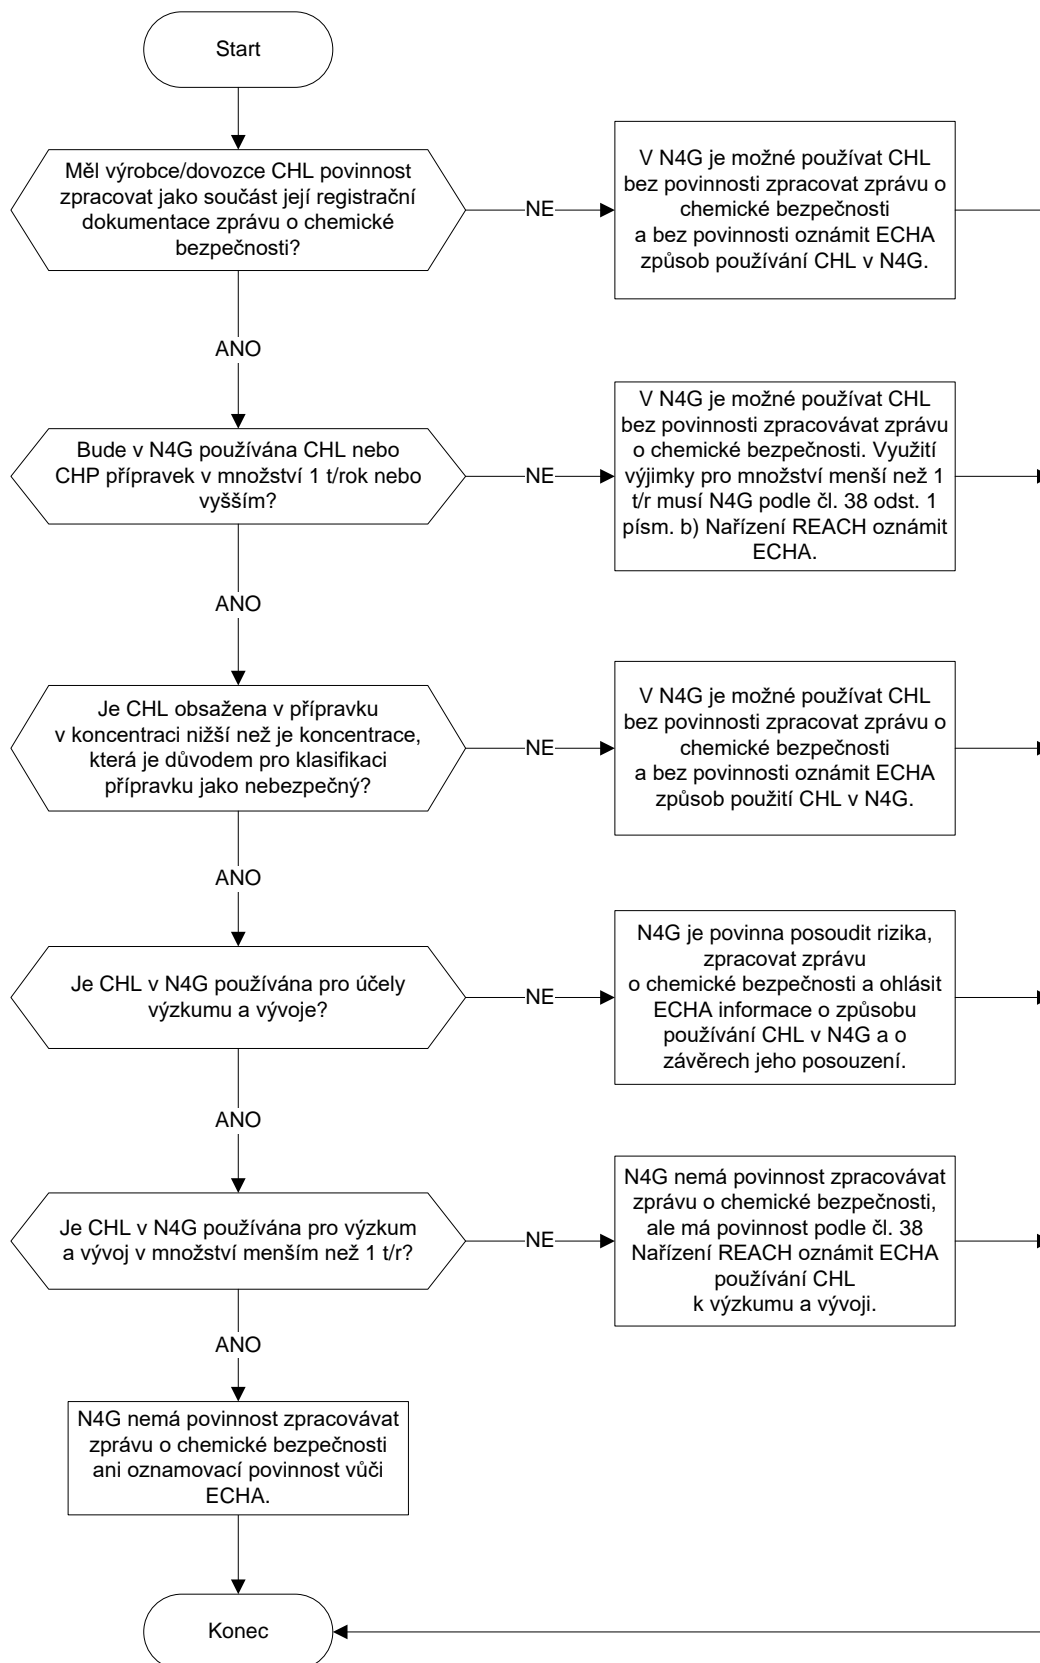 Start
Měl výrobce/dovozce CHL povinnost
zpracovat jako součást její registrační
dokumentace zprávu o chemické
bezpečnosti?
NE
V N4G je možné používat CHL
bez povinnosti zpracovat zprávu o
chemické bezpečnosti
a bez povinnosti oznámit ECHA
způsob používání CHL v N4G.
ANO
Bude v N4G používána CHL nebo
CHP přípravek v množství 1 t/rok nebo
vyšším?
NE
V N4G je možné používat CHL
bez povinnosti zpracovávat zprávu
o chemické bezpečnosti. Využití
výjimky pro množství menší než 1
t/r musí N4G podle čl. 38 odst. 1
písm. b) Nařízení REACH oznámit
ECHA.
ANO
Je CHL obsažena v přípravku
v koncentraci nižší než je koncentrace,
která je důvodem pro klasifikaci
přípravku jako nebezpečný?
NE
V N4G je možné používat CHL
bez povinnosti zpracovat zprávu o
chemické bezpečnosti
a bez povinnosti oznámit ECHA
způsob použití CHL v N4G.
ANO
Je CHL v N4G používána pro účely
výzkumu a vývoje?
NE
N4G je povinna posoudit rizika,
zpracovat zprávu
o chemické bezpečnosti a ohlásit
ECHA informace o způsobu
používání CHL v N4G a o
závěrech jeho posouzení.
ANO
Je CHL v N4G používána pro výzkum
a vývoj v množství menším než 1 t/r?
NE
N4G nemá povinnost zpracovávat
zprávu o chemické bezpečnosti,
ale má povinnost podle čl. 38
Nařízení REACH oznámit ECHA
používání CHL
k výzkumu a vývoji.
ANO
N4G nemá povinnost zpracovávat
zprávu o chemické bezpečnosti
ani oznamovací povinnost vůči
ECHA.
Konec